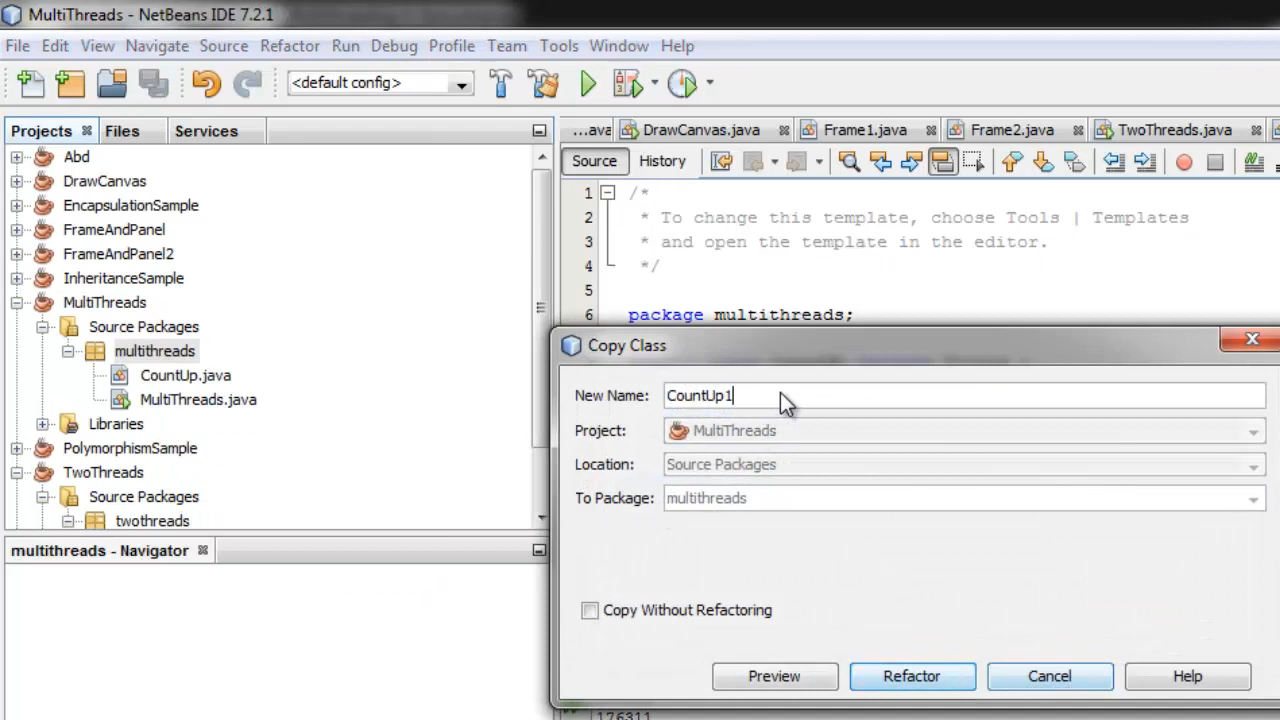 MultiThreads - NetBeans IDE 7.2.1
File Edit View Navigate Source Refactor Run Debug Profile Team Tools Window Help
<default config>
Projects Files Services
Abd
DrawCanvas
EncapsulationSample
FrameAndPanel
FrameAndPanel2
InheritanceSample
MultiThreads
Source Packages
multithreads
CountUp.java
MultiThreads.java
Libraries
PolymorphismSample
TwoThreads
Source Packages
twothreads
multithreads - Navigator
...ava DrawCanvas.java Frame1.java Frame2.java TwoThreads.java
Source History
1 /*
2 * To change this template, choose Tools | Templates
3 * and open the template in the editor.
4 */
5
6 package multithreads;
Copy Class
New Name: CountUp1
Project: MultiThreads
Location: Source Packages
To Package: multithreads
Copy Without Refactoring
Preview Refactor Cancel Help
176311